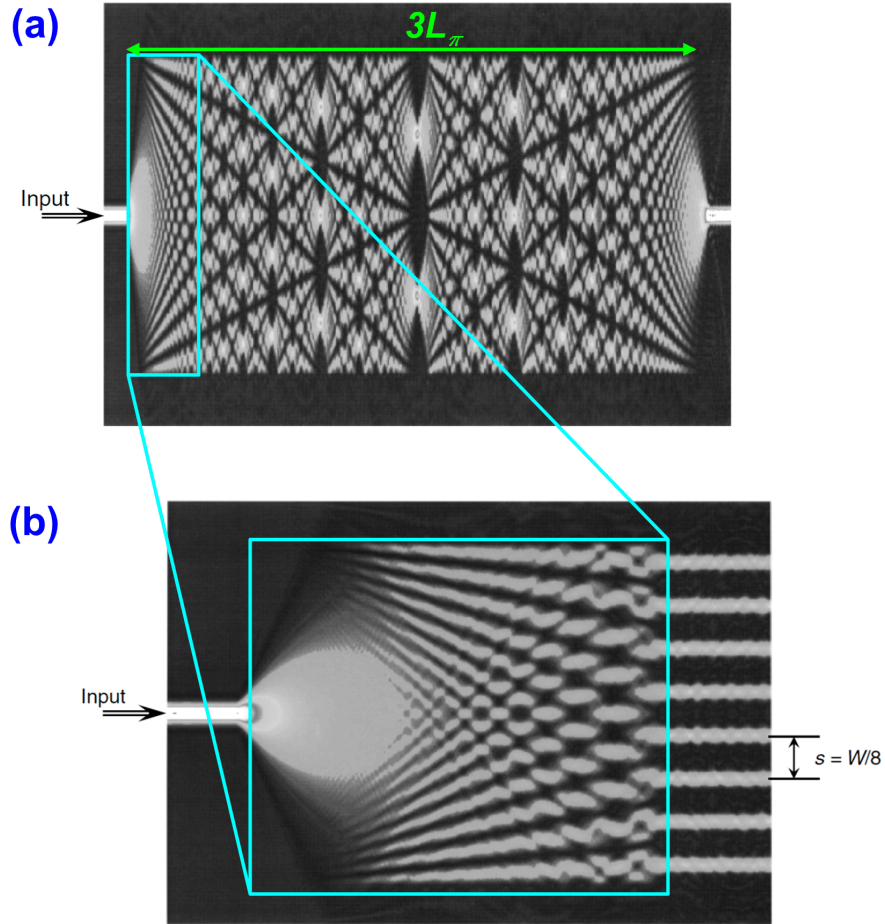 (a)
3Lπ
Input
(b)
Input
s = W/8